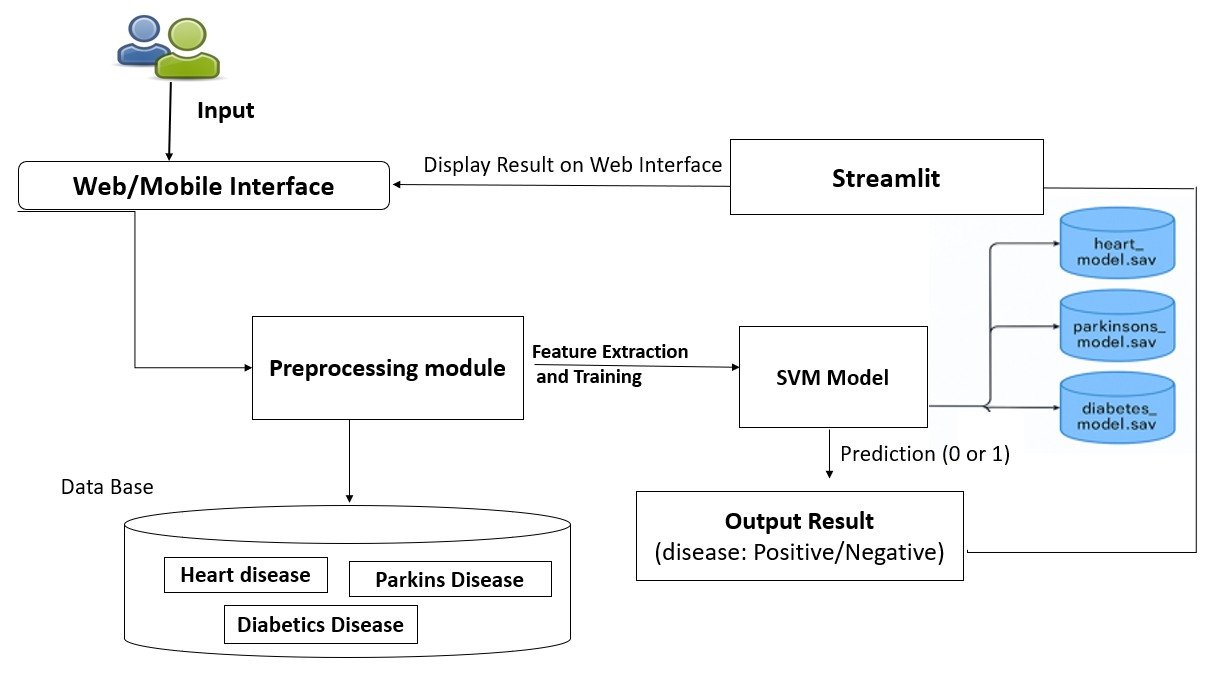 Input
Web/Mobile Interface
Display Result on Web Interface
Streamlit
heart_
model.sav
parkinsons_
model.sav
diabetes_
model.sav
Preprocessing module
Feature Extraction
and Training
SVM Model
Prediction (0 or 1)
Output Result
(disease: Positive/Negative)
Data Base
Heart disease
Parkins Disease
Diabetics Disease